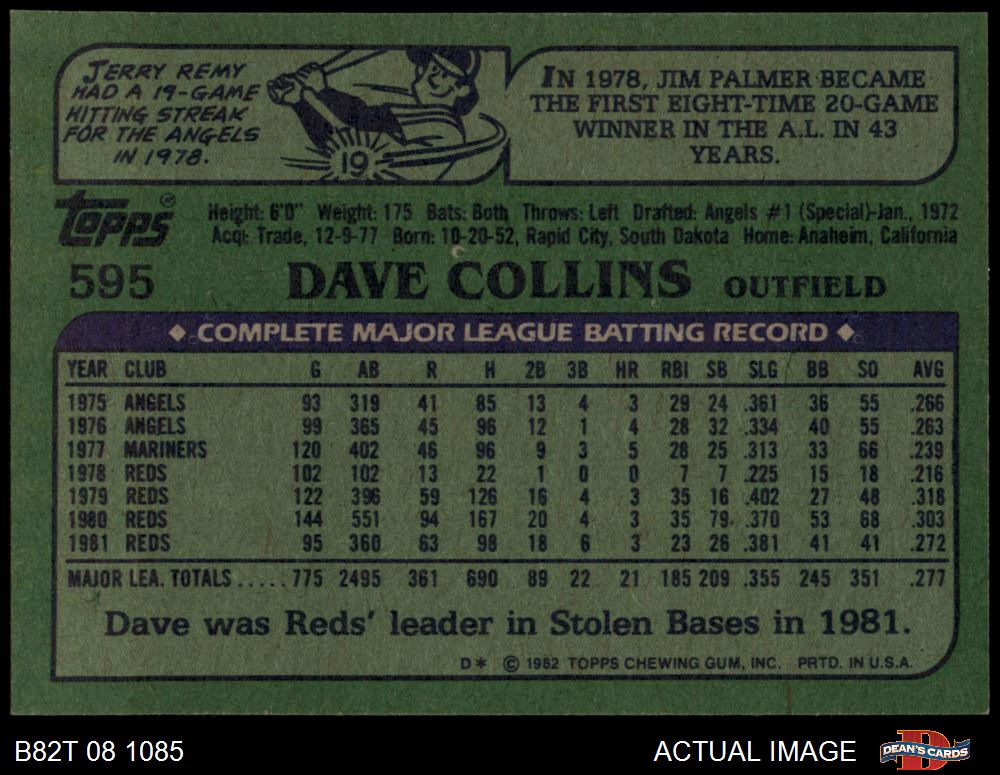 JERRY REMY
HAD A 19-GAME
HITTING STREAK
FOR THE ANGELS
IN 1978.
19
IN 1978, JIM PALMER BECAME
THE FIRST EIGHT-TIME 20-GAME
WINNER IN THE A.L. IN 43
YEARS.
TOPPS®
Height: 6'0" Weight: 175 Bats: Both Throws: Left Drafted: Angels #1 (Special)-Jan., 1972
Acq: Trade, 12-9-77 Born: 10-20-52, Rapid City, South Dakota Home: Anaheim, California
595 DAVE COLLINS OUTFIELD
◆ COMPLETE MAJOR LEAGUE BATTING RECORD ◆
YEAR CLUB G AB R H 2B 3B HR RBI SB SLG BB SO AVG
1975 ANGELS 93 319 41 85 13 4 3 29 24 .361 36 55 .266
1976 ANGELS 99 365 45 96 12 1 4 28 32 .334 40 55 .263
1977 MARINERS 120 402 46 96 9 3 5 28 25 .313 33 66 .239
1978 REDS 102 102 13 22 1 0 0 7 7 .225 15 18 .216
1979 REDS 122 396 59 126 16 4 3 35 16 .402 27 48 .318
1980 REDS 144 551 94 167 20 4 3 35 79 .370 53 68 .303
1981 REDS 95 360 63 98 18 6 3 23 26 .381 41 41 .272
MAJOR LEA. TOTALS ..... 775 2495 361 690 89 22 21 185 209 .355 245 351 .277
Dave was Reds' leader in Stolen Bases in 1981.
D* © 1982 TOPPS CHEWING GUM, INC. PRTD. IN U.S.A.
B82T 08 1085 ACTUAL IMAGE DEAN'S CARDS